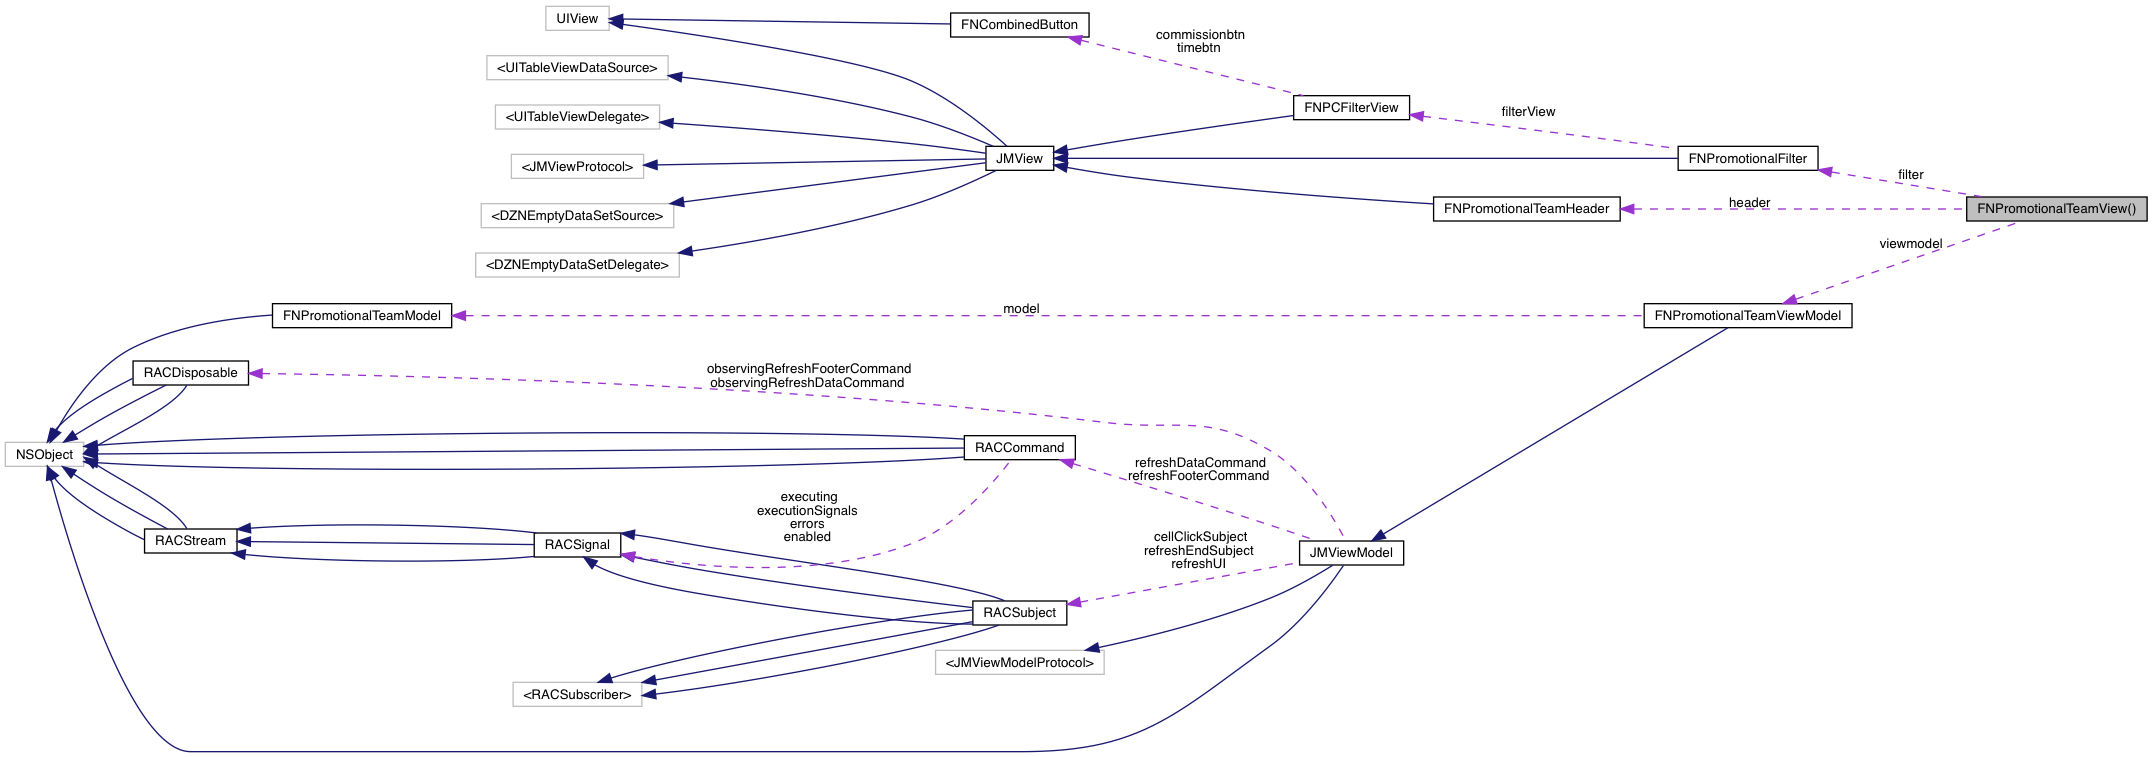 UIView
FNCombinedButton
commissionbtn
timebtn
<UITableViewDataSource>
FNPCFilterView
filterView
<UITableViewDelegate>
JMView
FNPromotionalFilter
<JMViewProtocol>
filter
<DZNEmptyDataSetSource>
FNPromotionalTeamHeader
header
FNPromotionalTeamView()
viewmodel
<DZNEmptyDataSetDelegate>
FNPromotionalTeamModel
model
FNPromotionalTeamViewModel
RACDisposable
observingRefreshFooterCommand
observingRefreshDataCommand
NSObject
RACCommand
refreshDataCommand
refreshFooterCommand
executing
executionSignals
errors
enabled
RACStream
RACSignal
cellClickSubject
refreshEndSubject
refreshUI
JMViewModel
RACSubject
<JMViewModelProtocol>
<RACSubscriber>